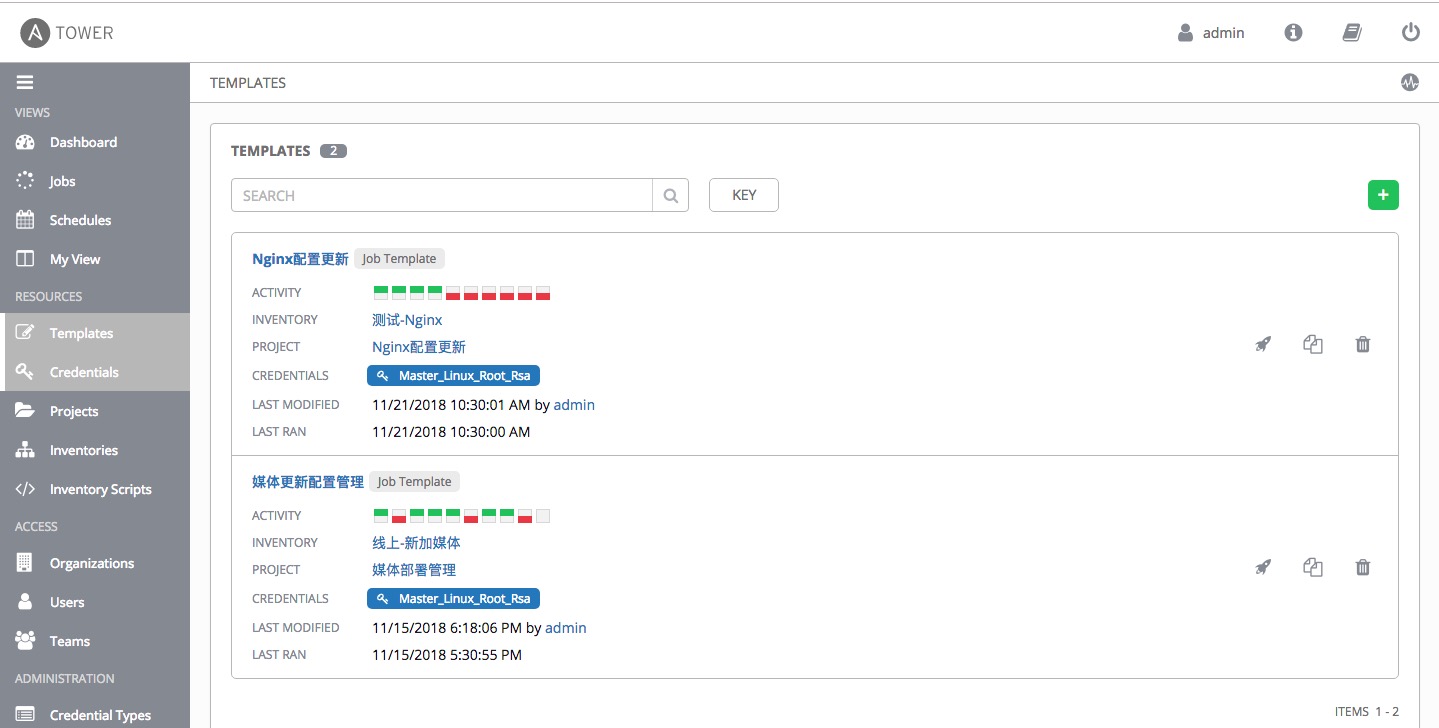 TOWER
admin
VIEWS
Dashboard
Jobs
Schedules
My View
RESOURCES
Templates
Credentials
Projects
Inventories
Inventory Scripts
ACCESS
Organizations
Users
Teams
ADMINISTRATION
Credential Types
TEMPLATES
TEMPLATES 2
SEARCH
KEY
Nginx配置更新 Job Template
ACTIVITY
INVENTORY 测试-Nginx
PROJECT Nginx配置更新
CREDENTIALS Master_Linux_Root_Rsa
LAST MODIFIED 11/21/2018 10:30:01 AM by admin
LAST RAN 11/21/2018 10:30:00 AM
媒体更新配置管理 Job Template
ACTIVITY
INVENTORY 线上-新加媒体
PROJECT 媒体部署管理
CREDENTIALS Master_Linux_Root_Rsa
LAST MODIFIED 11/15/2018 6:18:06 PM by admin
LAST RAN 11/15/2018 5:30:55 PM
ITEMS 1 - 2